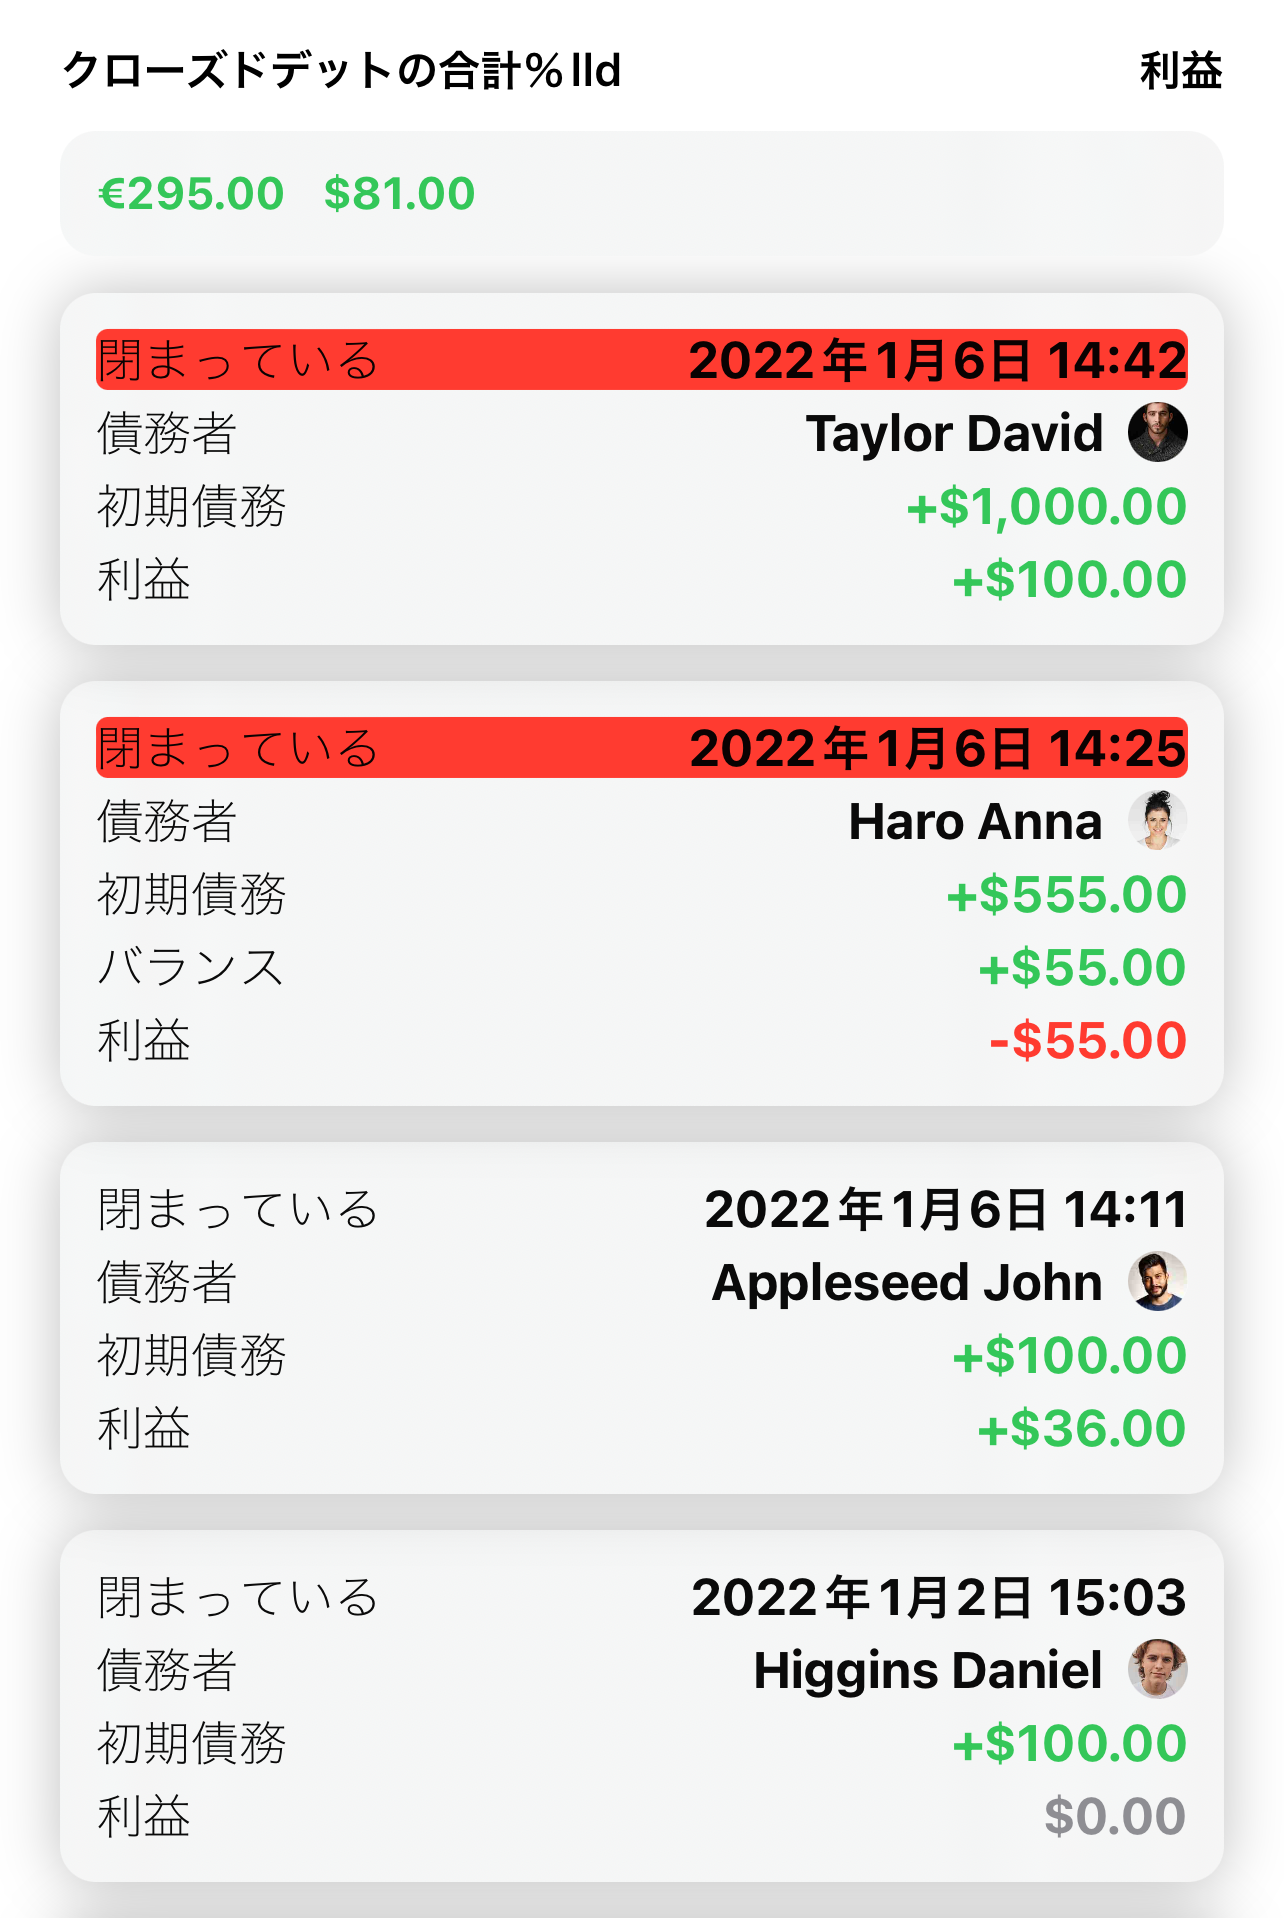 クローズドデットの合計%lld 利益
€295.00 $81.00
閉まっている 2022年1月6日 14:42
債務者 Taylor David
初期債務 +$1,000.00
利益 +$100.00
閉まっている 2022年1月6日 14:25
債務者 Haro Anna
初期債務 +$555.00
バランス +$55.00
利益 -$55.00
閉まっている 2022年1月6日 14:11
債務者 Appleseed John
初期債務 +$100.00
利益 +$36.00
閉まっている 2022年1月2日 15:03
債務者 Higgins Daniel
初期債務 +$100.00
利益 $0.00